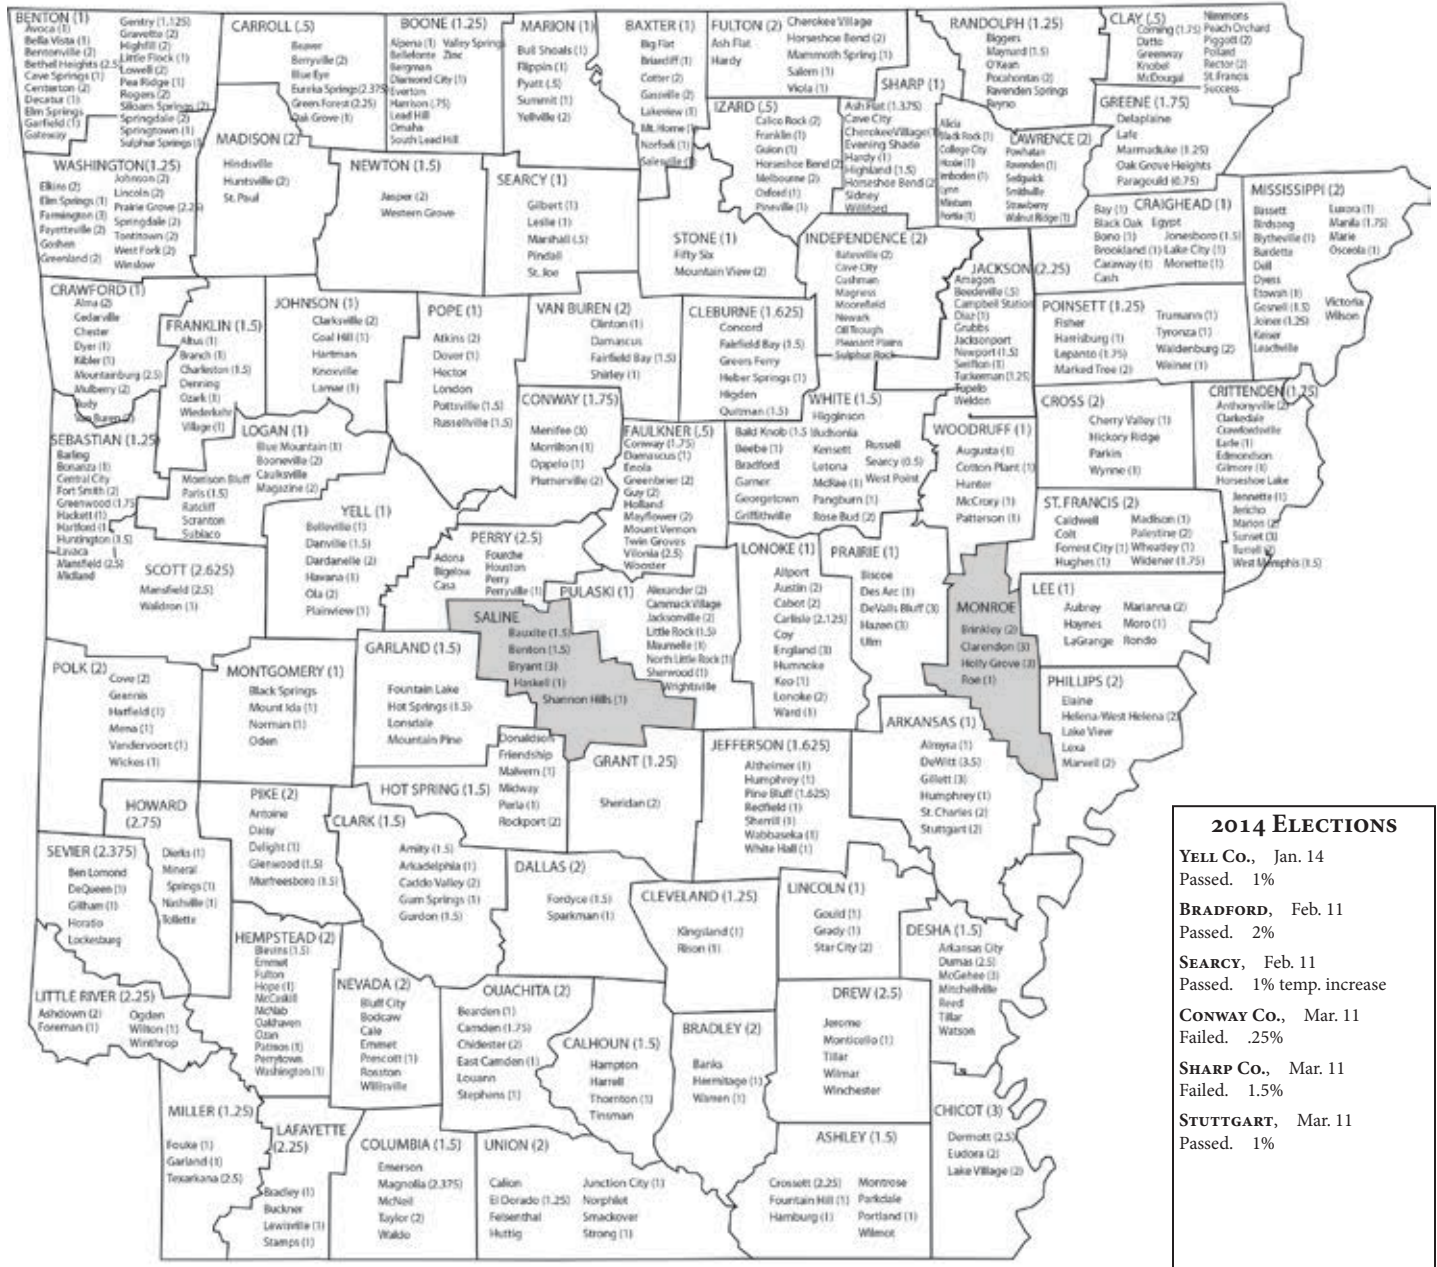 BENTON (1)
Avoca (1)
Bella Vista (1)
Bentonville (2)
Bethel Heights (2.5)
Cave Springs (1)
Centerton (2)
Decatur (1)
Elm Springs
Garfield (1)
Gateway
Gentry (1.125)
Gravette (2)
Highfill (2)
Little Flock (1)
Lowell (2)
Pea Ridge (1)
Rogers (2)
Siloam Springs (2)
Springdale (2)
Springtown (1)
Sulphur Springs (1)
CARROLL (.5)
Beaver
Berryville (2)
Blue Eye
Eureka Springs (2.375)
Green Forest (2.25)
Oak Grove (1)
BOONE (1.25)
Alpena (1) Valley Springs
Bellefonte Zinc
Bergman
Diamond City (1)
Everton
Harrison (.75)
Lead Hill
Omaha
South Lead Hill
MARION (1)
Bull Shoals (1)
Flippin (1)
Pyatt (.5)
Summit (1)
Yellville (2)
BAXTER (1)
Big Flat
Briarcliff (1)
Cotter (2)
Gassville (2)
Lakeview (1)
Mt. Home (1)
Norfork (1)
Salesville (1)
FULTON (2)
Ash Flat
Hardy
Cherokee Village
Horseshoe Bend (2)
Mammoth Spring (1)
Salem (1)
Viola (1)
SHARP (1)
Ash Flat (1.375)
Cave City
Cherokee Village(1)
Evening Shade
Hardy (1)
Highland (1.5)
Horseshoe Bend (2)
Sidney
Williford
RANDOLPH (1.25)
Biggers
Maynard (1.5)
O'Kean
Pocahontas (2)
Ravenden Springs
Reyno
CLAY (.5)
Corning (1.75)
Datto
Greenway
Knobel
McDougal
Nimmons
Peach Orchard
Piggott (2)
Pollard
Rector (2)
St. Francis
Success
GREENE (1.75)
Delaplaine
Lafe
Marmaduke (1.25)
Oak Grove Heights
Paragould (0.75)
MADISON (2)
Hindsville
Huntsville (2)
St. Paul
WASHINGTON(1.25)
Elkins (2)
Elm Springs (1)
Farmington (3)
Fayetteville (2)
Goshen
Greenland (2)
Johnson (2)
Lincoln (2)
Prairie Grove (2.25)
Springdale (2)
Tontitown (2)
West Fork (2)
Winslow
NEWTON (1.5)
Jasper (2)
Western Grove
SEARCY (1)
Gilbert (1)
Leslie (1)
Marshall (.5)
Pindall
St. Joe
STONE (1)
Fifty Six
Mountain View (2)
IZARD (.5)
Calico Rock (2)
Franklin (1)
Guion (1)
Horseshoe Bend (2)
Melbourne (2)
Oxford (1)
Pineville (1)
LAWRENCE (2)
Alicia
Black Rock (1)
College City
Hoxie (1)
Imboden (1)
Lynn
Minturn
Portia (1)
Powhatan
Ravenden (1)
Sedgwick
Smithville
Strawberry
Walnut Ridge (1)
CRAIGHEAD (1)
Bay (1)
Black Oak Egypt
Bono (1) Jonesboro (1.5)
Brookland (1) Lake City (1)
Caraway (1) Monette (1)
Cash
MISSISSIPPI (2)
Bassett
Birdsong
Blytheville (1)
Burdette
Dell
Dyess
Etowah (1)
Gosnell (1.5)
Joiner (1.25)
Keiser
Leachville
Luxora (1)
Manila (1.75)
Marie
Osceola (1)
Victoria
Wilson
INDEPENDENCE (2)
Batesville (2)
Cave City
Cushman
Magness
Moorefield
Newark
Oil Trough
Pleasant Plains
Sulphur Rock
JACKSON (2.25)
Amagon
Beedeville (.5)
Campbell Station
Diaz (1)
Grubbs
Jacksonport
Newport (1.5)
Swifton (1)
Tuckerman (1.25)
Tupelo
Weldon
POINSETT (1.25)
Fisher
Harrisburg (1)
Lepanto (1.75)
Marked Tree (2)
Trumann (1)
Tyronza (1)
Waldenburg (2)
Weiner (1)
CRAWFORD (1)
Alma (2)
Cedarville
Chester
Dyer (1)
Kibler (1)
Mountainburg (2.5)
Mulberry (2)
Rudy
Van Buren (2)
FRANKLIN (1.5)
Altus (1)
Branch (1)
Charleston (1.5)
Denning
Ozark (1)
Wiederkehr
Village (1)
JOHNSON (1)
Clarksville (2)
Coal Hill (1)
Hartman
Knoxville
Lamar (1)
POPE (1)
Atkins (2)
Dover (1)
Hector
London
Pottsville (1.5)
Russellville (1.5)
VAN BUREN (2)
Clinton (1)
Damascus
Fairfield Bay (1.5)
Shirley (1)
CLEBURNE (1.625)
Concord
Fairfield Bay (1.5)
Greers Ferry
Heber Springs (1)
Higden
Quitman (1.5)
CONWAY (1.75)
Menifee (3)
Morrilton (1)
Oppelo (1)
Plumerville (2)
FAULKNER (.5)
Conway (1.75)
Damascus (1)
Enola
Greenbrier (2)
Guy (2)
Holland
Mayflower (2)
Mount Vernon
Twin Groves
Vilonia (2.5)
Wooster
WHITE (1.5)
Bald Knob (1.5)
Beebe (1)
Bradford
Garner
Georgetown
Griffithville
Higginson
Judsonia
Kensett
Letona
McRae (1)
Pangburn (1)
Rose Bud (2)
Russell
Searcy (0.5)
West Point
WOODRUFF (1)
Augusta (1)
Cotton Plant (1)
Hunter
McCrory (1)
Patterson (1)
CROSS (2)
Cherry Valley (1)
Hickory Ridge
Parkin
Wynne (1)
CRITTENDEN(1.75)
Anthonyville (2)
Clarkedale
Crawfordsville
Earle (1)
Edmondson
Gilmore (1)
Horseshoe Lake
Jennette (1)
Jericho
Marion (2)
Sunset (3)
Turrell (2)
West Memphis (1.5)
ST.FRANCIS (2)
Caldwell
Colt
Forrest City (1)
Hughes (1)
Madison (1)
Palestine (2)
Wheatley (1)
Widener (1.75)
SEBASTIAN (1.25)
Barling
Bonanza (1)
Central City
Fort Smith (2)
Greenwood (1.75)
Hackett (1)
Hartford (1)
Huntington (1.5)
Lavaca
Mansfield (2.5)
Midland
LOGAN (1)
Blue Mountain (1)
Booneville (2)
Caulksville
Magazine (2)
Morrison Bluff
Paris (1.5)
Ratcliff
Scranton
Subiaco
SCOTT (2.625)
Mansfield (2.5)
Waldron (1)
YELL (1)
Belleville (1)
Danville (1.5)
Dardanelle (2)
Havana (1)
Ola (2)
Plainview (1)
PERRY (2.5)
Adona
Bigelow
Casa
Fourche
Houston
Perry
Perryville (1)
PULASKI (1)
Alexander (2)
Cammack Village
Jacksonville (2)
Little Rock (1.5)
Maumelle (1)
North Little Rock (1)
Sherwood (1)
Wrightsville
LONOKE (1)
Allport
Austin (2)
Cabot (2)
Carlisle (2.125)
Coy
England (3)
Humnoke
Keo (1)
Lonoke (2)
Ward (1)
PRAIRIE (1)
Biscoe
Des Arc (1)
DeValls Bluff (3)
Hazen (3)
Ulm
MONROE
Brinkley (2)
Clarendon (3)
Holly Grove (3)
Roe (1)
LEE (1)
Aubrey
Haynes
LaGrange
Marianna (2)
Moro (1)
Rondo
PHILLIPS (2)
Elaine
Helena-West Helena (2)
Lake View
Lexa
Marvell (2)
SALINE
Bauxite (1.5)
Benton (1.5)
Bryant (3)
Haskell (1)
Shannon Hills (1)
GARLAND (1.5)
Fountain Lake
Hot Springs (1.5)
Lonsdale
Mountain Pine
POLK (2)
Cove (2)
Grannis
Hatfield (1)
Mena (1)
Vandervoort (1)
Wickes (1)
MONTGOMERY (1)
Black Springs
Mount Ida (1)
Norman (1)
Oden
HOT SPRING (1.5)
Donaldson
Friendship
Malvern (1)
Midway
Perla (1)
Rockport (2)
GRANT (1.25)
Sheridan (2)
JEFFERSON (1.625)
Altheimer (1)
Humphrey (1)
Pine Bluff (1.625)
Redfield (1)
Sherrill (1)
Wabbaseka (1)
White Hall (1)
ARKANSAS (1)
Almyra (1)
DeWitt (3.5)
Gillett (3)
Humphrey (1)
St. Charles (2)
Stuttgart (2)
HOWARD
(2.75)
Dierks (1)
Mineral
Springs (1)
Nashville (1)
Tollette
PIKE (2)
Antoine
Daisy
Delight (1)
Glenwood (1.5)
Murfreesboro (1.5)
CLARK (1.5)
Amity (1.5)
Arkadelphia (1)
Caddo Valley (2)
Gum Springs (1)
Gurdon (1.5)
SEVIER (2.375)
Ben Lomond
DeQueen (1)
Gillham (1)
Horatio
Lockesburg
DALLAS (2)
Fordyce (1.5)
Sparkman (1)
CLEVELAND (1.25)
Kingsland (1)
Rison (1)
LINCOLN (1)
Gould (1)
Grady (1)
Star City (2)
DESHA (1.5)
Arkansas City
Dumas (2.5)
McGehee (3)
Mitchellville
Reed
Tillar
Watson
LITTLE RIVER (2.25)
Ashdown (2)
Foreman (1)
Ogden
Wilton (1)
Winthrop
HEMPSTEAD (2)
Blevins (1.5)
Emmet
Fulton
Hope (1)
McCaskill
McNab
Oakhaven
Ozan
Patmos (1)
Perrytown
Washington (1)
NEVADA (2)
Bluff City
Bodcaw
Cale
Emmet
Prescott (1)
Rosston
Willisville
OUACHITA (2)
Bearden (1)
Camden (1.75)
Chidester (2)
East Camden (1)
Louann
Stephens (1)
CALHOUN (1.5)
Hampton
Harrell
Thornton (1)
Tinsman
BRADLEY (2)
Banks
Hermitage (1)
Warren (1)
DREW (2.5)
Jerome
Monticello (1)
Tillar
Wilmar
Winchester
MILLER (1.25)
Fouke (1)
Garland (1)
Texarkana (2.5)
LAFAYETTE
(2.25)
Bradley (1)
Buckner
Lewisville (1)
Stamps (1)
COLUMBIA (1.5)
Emerson
Magnolia (2.375)
McNeil
Taylor (2)
Waldo
UNION (2)
Calion
El Dorado (1.25)
Felsenthal
Huttig
Junction City (1)
Norphlet
Smackover
Strong (1)
ASHLEY (1.5)
Crossett (2.25)
Fountain Hill (1)
Hamburg (1)
Montrose
Parkdale
Portland (1)
Wilmot
CHICOT (3)
Dermott (2.5)
Eudora (2)
Lake Village (2)
2014 ELECTIONS
YELL CO., Jan. 14
Passed. 1%
BRADFORD, Feb. 11
Passed. 2%
SEARCY, Feb. 11
Passed. 1% temp. increase
CONWAY CO., Mar. 11
Failed. .25%
SHARP CO., Mar. 11
Failed. 1.5%
STUTTGART, Mar. 11
Passed. 1%